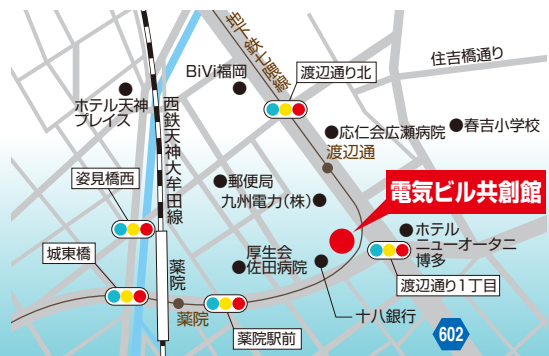 地下鉄七隈線
住吉橋通り
BiVi福岡
渡辺通り北
ホテル天神
プレイス
西鉄天神大牟田線
応仁会広瀬病院
春吉小学校
渡辺通
姿見橋西
郵便局
九州電力(株)
電気ビル共創館
城東橋
ホテル
ニューオータニ
博多
厚生会
佐田病院
薬院
渡辺通り1丁目
薬院
十八銀行
薬院駅前
602